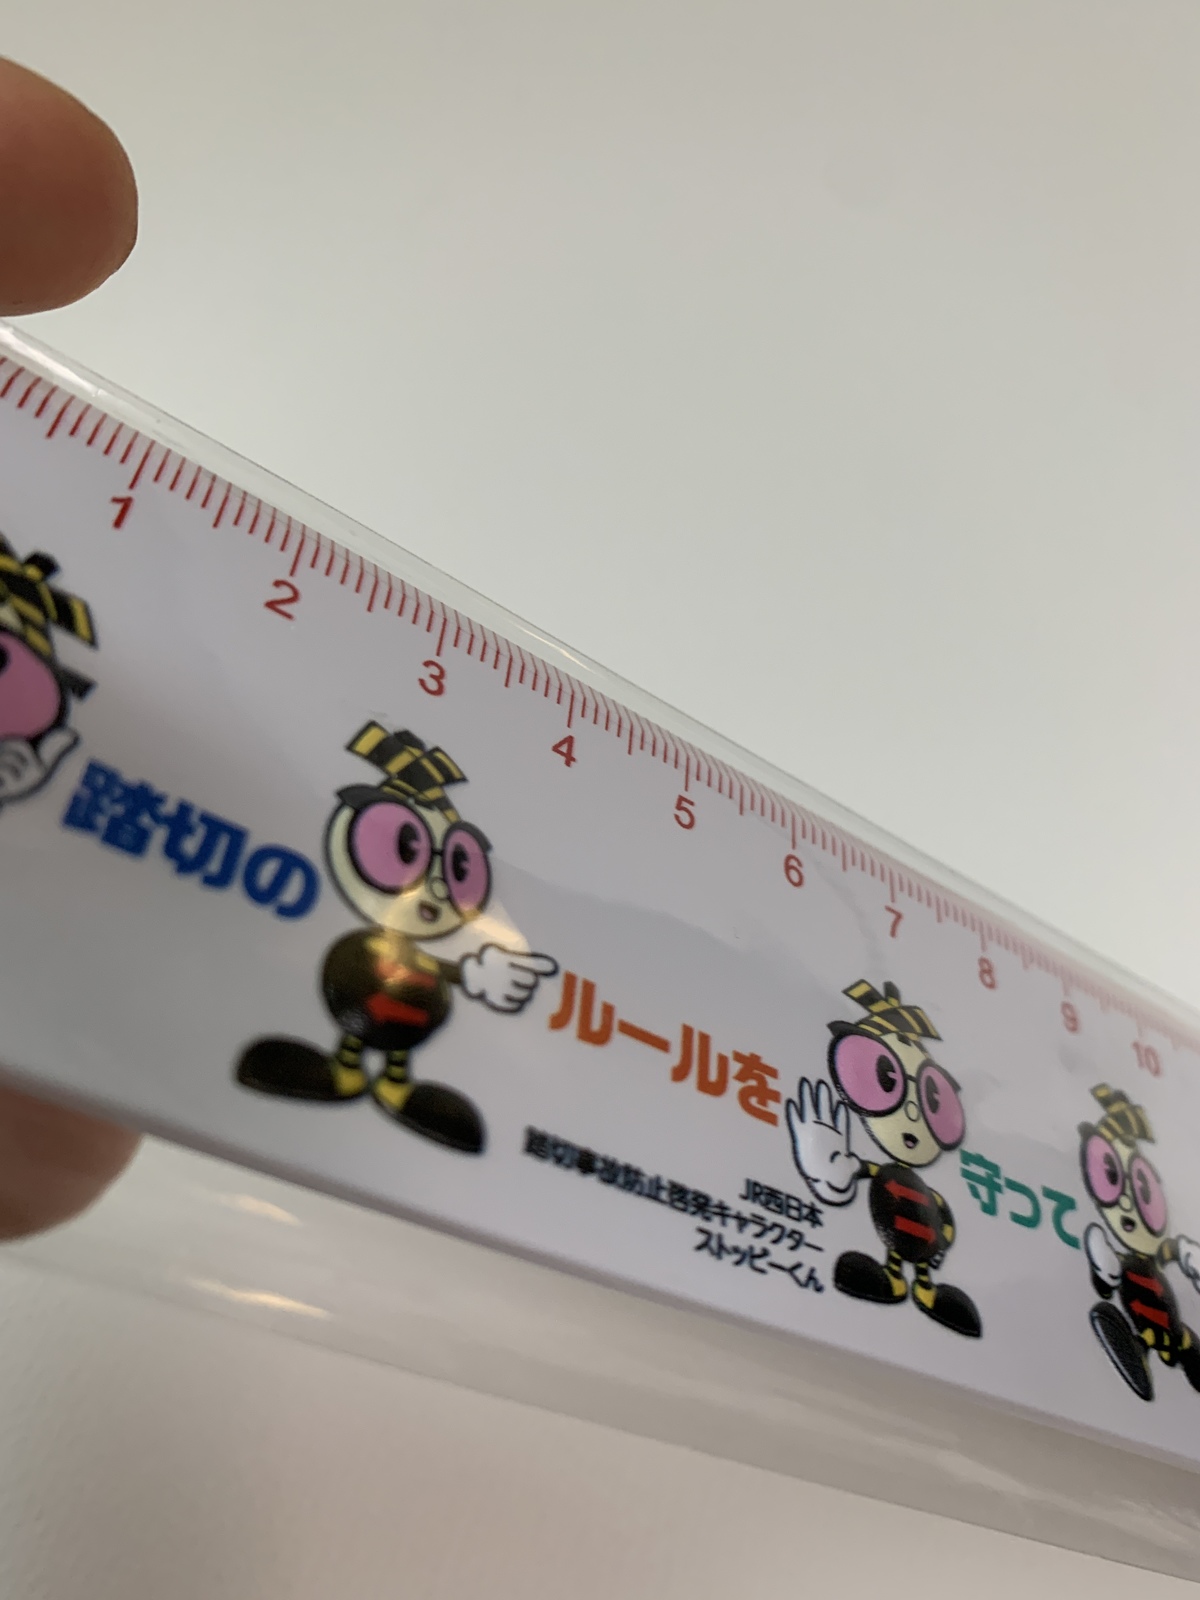 1 2 3 4 5 6 7 8 9 10
踏切の
ルールを
守って
JR西日本
踏切事故防止啓発キャラクター
ストッピーくん